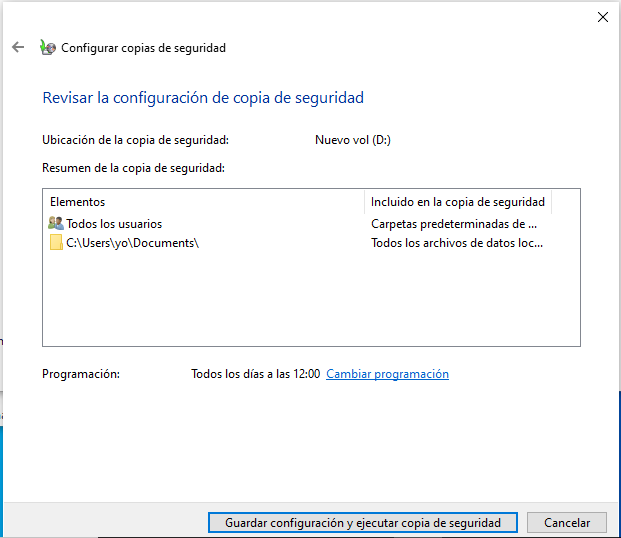 Configurar copias de seguridad
Revisar la configuración de copia de seguridad
Ubicación de la copia de seguridad: Nuevo vol (D:)
Resumen de la copia de seguridad:
Elementos Incluido en la copia de seguridad
Todos los usuarios Carpetas predeterminadas de ...
C:\Users\yo\Documents\ Todos los archivos de datos loc...
Programación: Todos los días a las 12:00 Cambiar programación
Guardar configuración y ejecutar copia de seguridad Cancelar